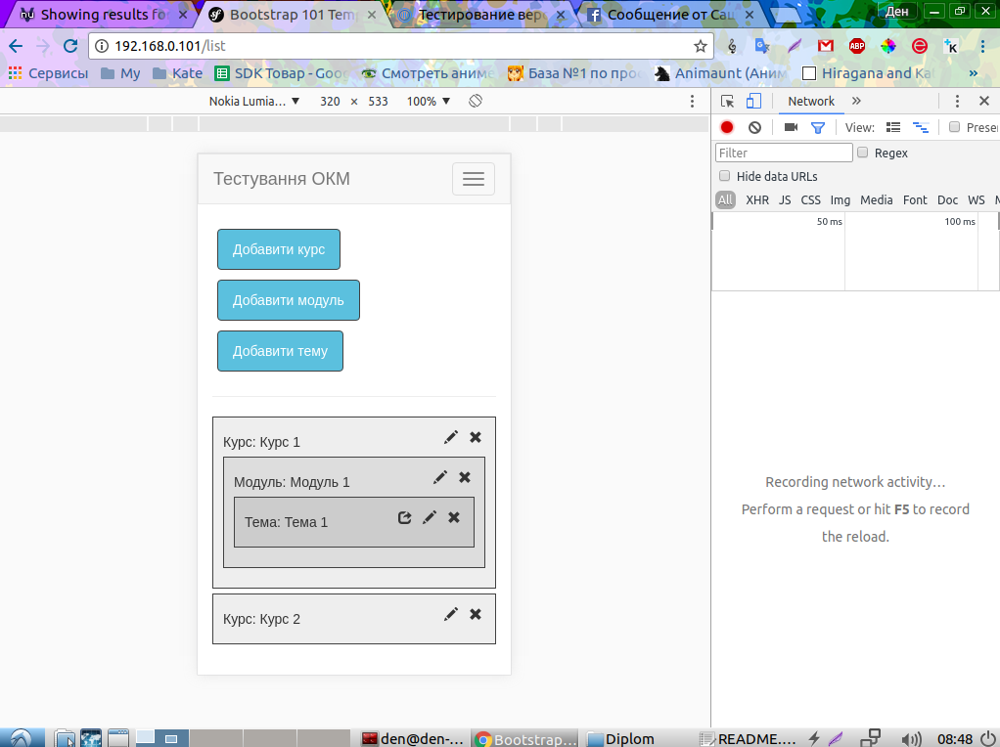 Showing results fo
Bootstrap 101 Tem
Тестирование вер
Сообщение от Саш
Ден
192.168.0.101/list
Сервисы
My
Kate
SDK Товар - Goo
Смотреть аниме
База №1 по про
Animaunt (Аним
Hiragana and Ka
»
Nokia Lumia... ▼ 320 × 533 100% ▼
Network »
View:
Prese
Filter
Regex
Hide data URLs
All XHR JS CSS Img Media Font Doc WS
50 ms 100 ms
Тестування ОКМ
Добавити курс
Добавити модуль
Добавити тему
Курс: Курс 1
Модуль: Модуль 1
Тема: Тема 1
Курс: Курс 2
Recording network activity…
Perform a request or hit F5 to record
the reload.
den@den-...
Bootstrap...
Diplom
README....
08:48